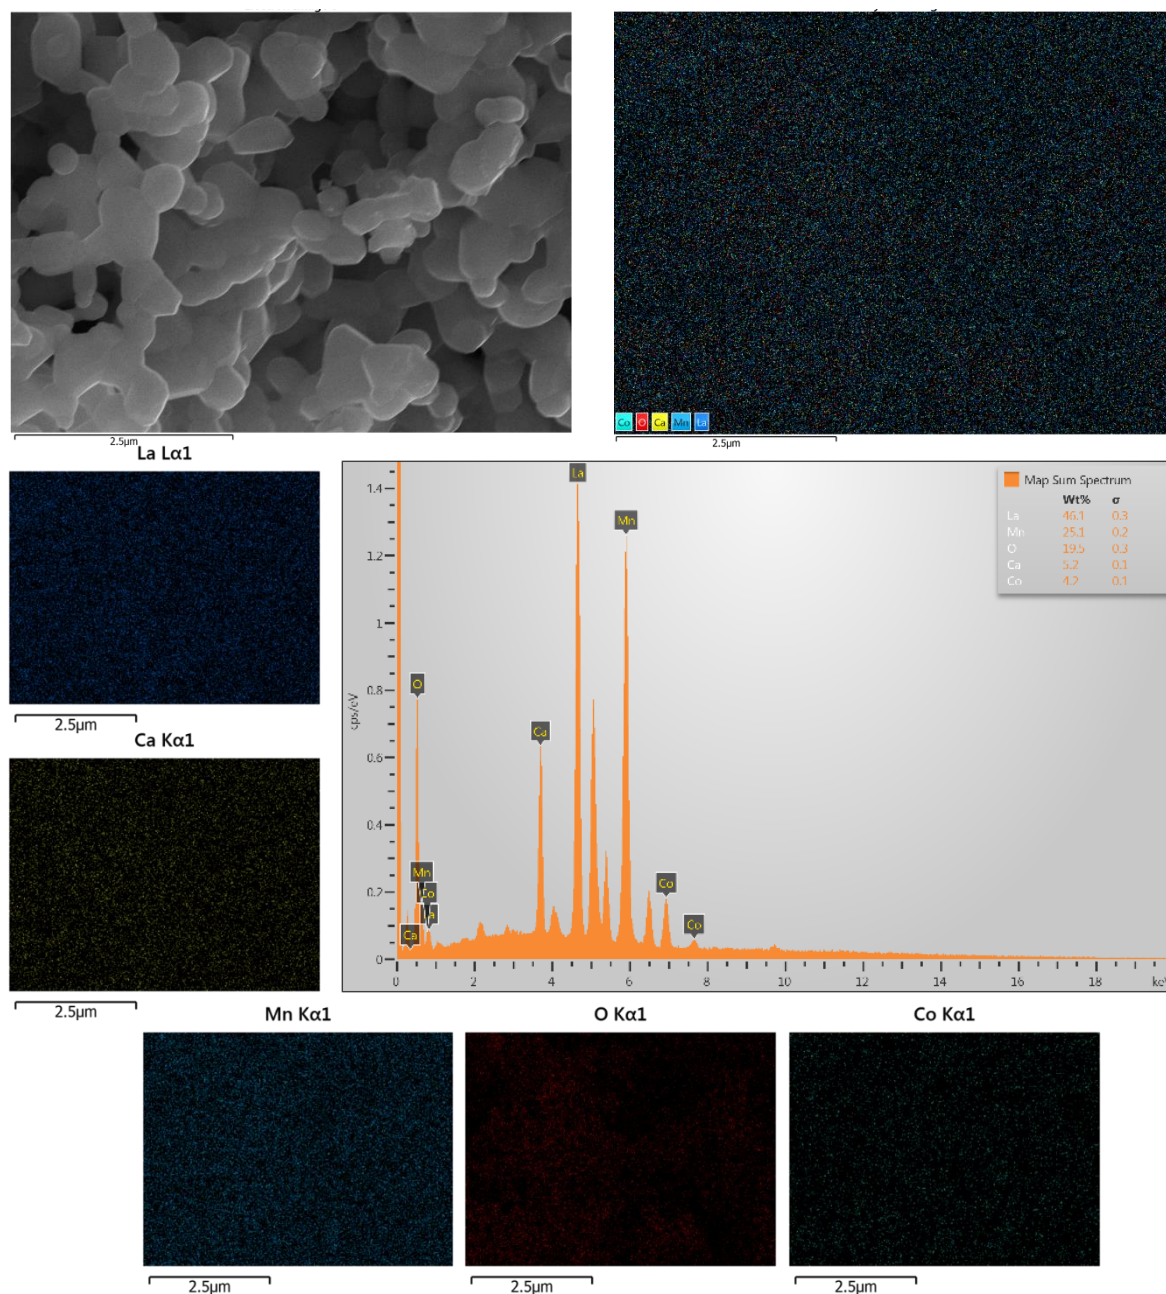 2.5µm
Co O Ca Mn La
2.5µm
La Lα1
2.5µm
Ca Kα1
2.5µm
cps/eV
1.4
1.2
1
0.8
0.6
0.4
0.2
0
0 2 4 6 8 10 12 14 16 18 keV
La
Mn
O
Ca
Mn
Co
Ca
Co
Co
Map Sum Spectrum
Wt% σ
La 46.1 0.3
Mn 25.1 0.2
O 19.5 0.3
Ca 5.2 0.1
Co 4.2 0.1
Mn Kα1
2.5µm
O Kα1
2.5µm
Co Kα1
2.5µm